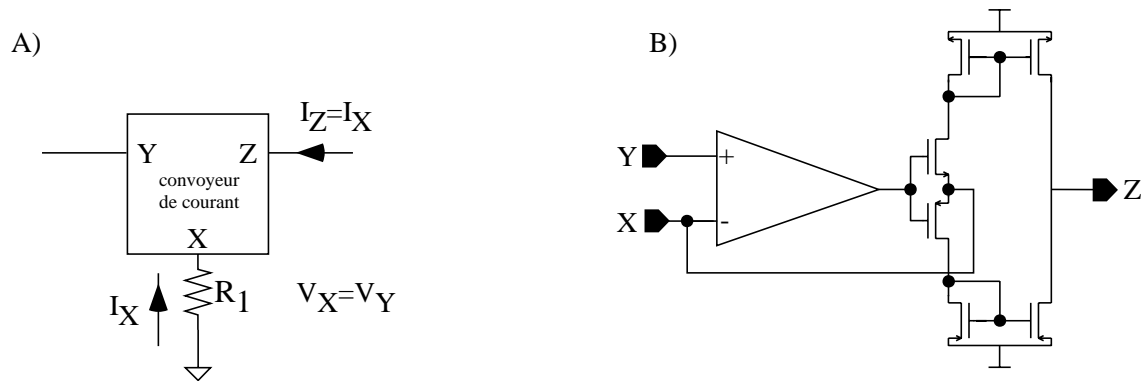 A)
I_Z=I_X
Y
Z
convoyeur
de courant
X
I_X
R_1
V_X=V_Y
B)
Y
+
X
-
Z